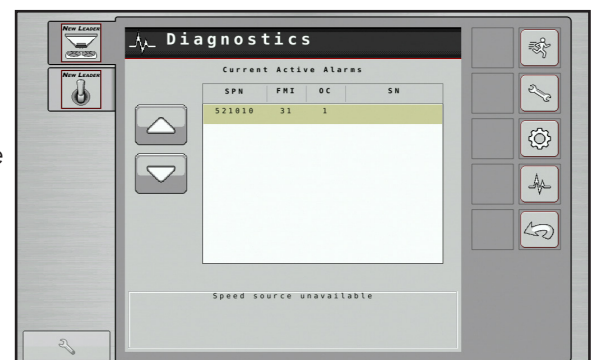 NEW LEADER
NEW LEADER
Diagnostics
Current Active Alarms
SPN FMI OC SN
521010 31 1
Speed source unavailable
e